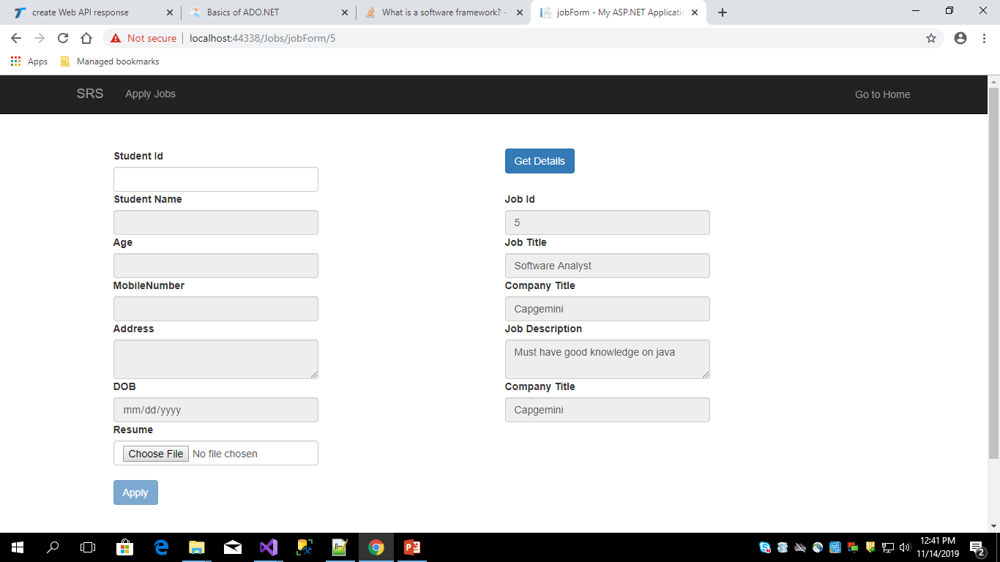 create Web API response
Basics of ADO.NET
What is a software framework? -
jobForm - My ASP.NET Applicatio
Not secure
localhost:44338/Jobs/jobForm/5
Apps
Managed bookmarks
SRS
Apply Jobs
Go to Home
Student Id
Get Details
Student Name
Job Id
5
Age
Job Title
Software Analyst
MobileNumber
Company Title
Capgemini
Address
Job Description
Must have good knowledge on java
DOB
Company Title
mm/dd/yyyy
Capgemini
Resume
Choose File No file chosen
Apply
12:41 PM
11/14/2019
2